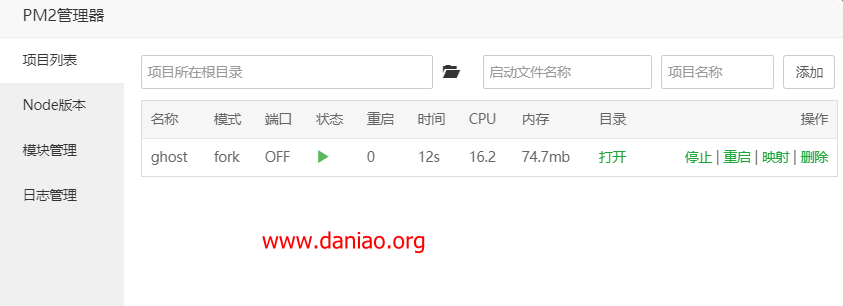 PM2管理器
项目列表
Node版本
模块管理
日志管理
项目所在根目录 启动文件名称 项目名称 添加
名称 模式 端口 状态 重启 时间 CPU 内存 目录 操作
ghost fork OFF 0 12s 16.2 74.7mb 打开 停止 | 重启 | 映射 | 删除
www.daniao.org